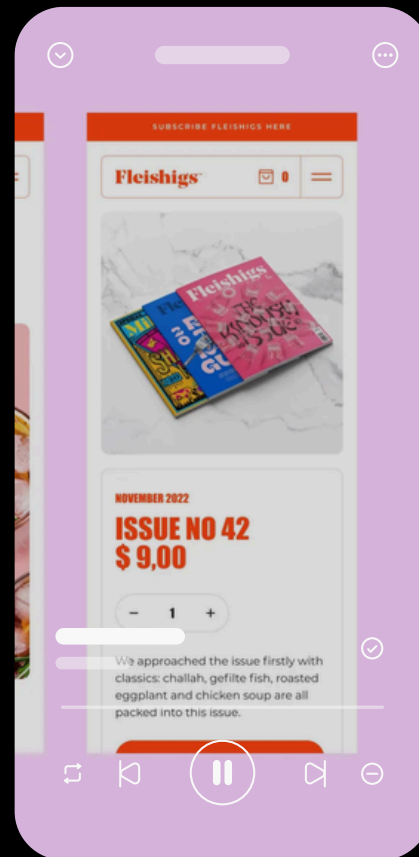 SUBSCRIBE FLEISHIGS HERE
Fleishigs
0
Fleishigs
NOVEMBER 2022
ISSUE NO 42
$ 9,00
− 1 +
We approached the issue firstly with
classics: challah, gefilte fish, roasted
eggplant and chicken soup are all
packed into this issue.